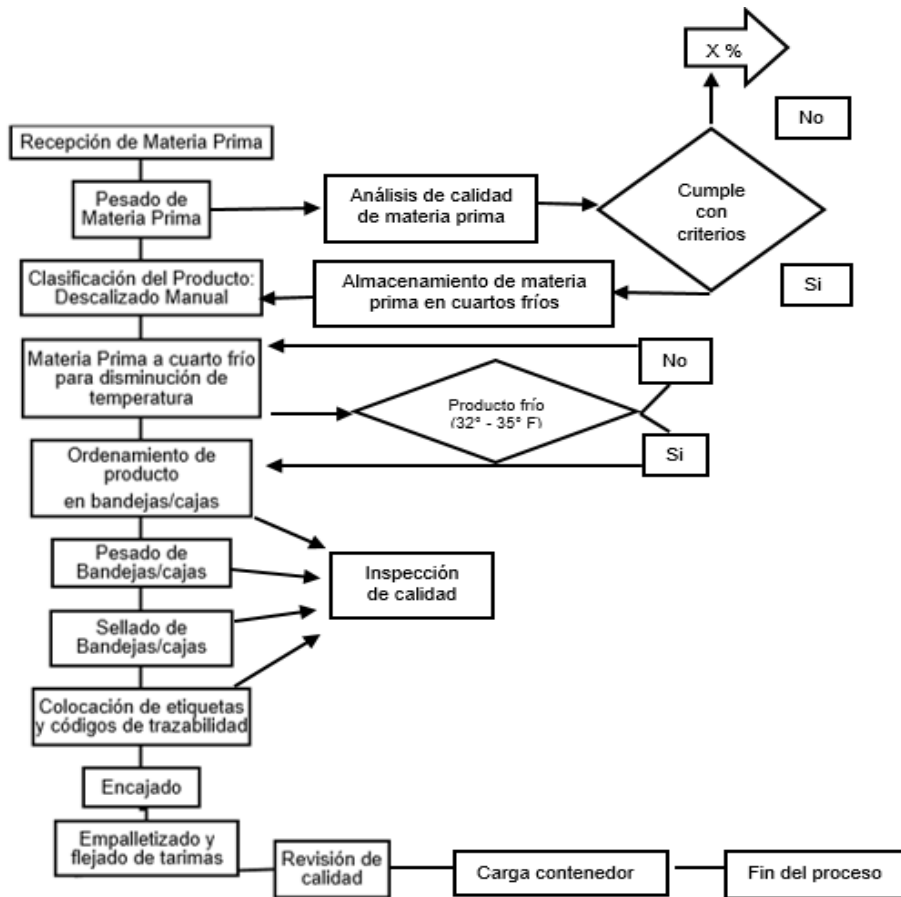 X %
No
Recepción de Materia Prima
Pesado de
Materia Prima
Análisis de calidad
de materia prima
Cumple
con
criterios
Clasificación del Producto:
Descalizado Manual
Almacenamiento de materia
prima en cuartos fríos
Si
Materia Prima a cuarto frío
para disminución de
temperatura
No
Producto frío
(32° - 35° F)
Si
Ordenamiento de
producto
en bandejas/cajas
Pesado de
Bandejas/cajas
Inspección
de calidad
Sellado de
Bandejas/cajas
Colocación de etiquetas
y códigos de trazabilidad
Encajado
Empalletizado y
flejado de tarimas
Revisión de
calidad
Carga contenedor
Fin del proceso